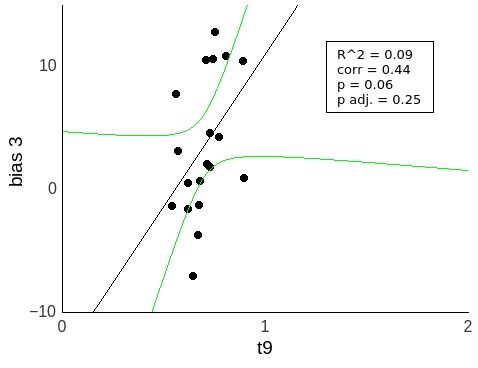 R^2 = 0.09
corr = 0.44
p = 0.06
p adj. = 0.25
10
0
−10
bias 3
0
1
2
t9